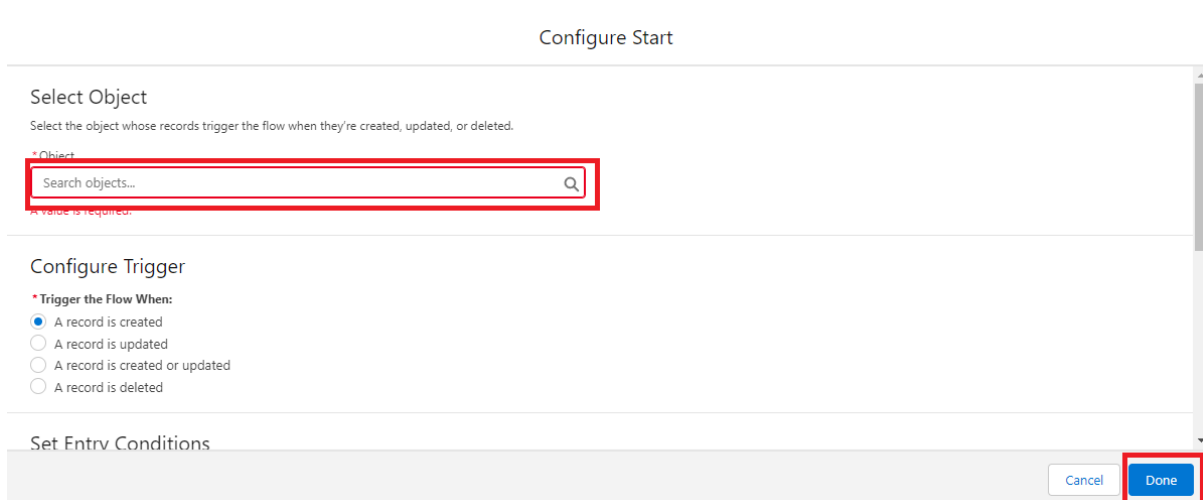 Configure Start
Select Object
Select the object whose records trigger the flow when they're created, updated, or deleted.
* Object
Search objects...
A value is required.
Configure Trigger
* Trigger the Flow When:
A record is created
A record is updated
A record is created or updated
A record is deleted
Set Entry Conditions
Cancel
Done